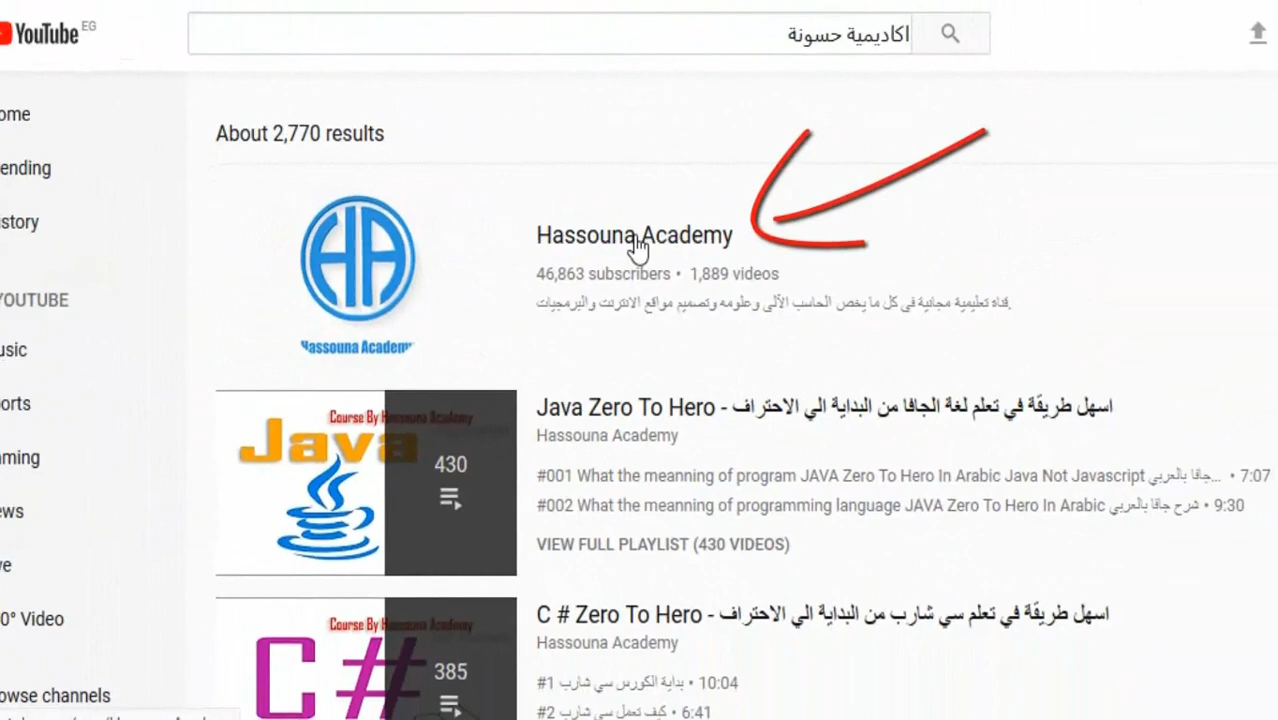 YouTube EG
اكاديمية حسونة
ome
ending
story
YOUTUBE
usic
orts
ming
ews
ve
0° Video
owse channels
About 2,770 results
HA
Hassouna Academy
Hassouna Academy
46,863 subscribers • 1,889 videos
قناه تعليمية مجانية فى كل ما يخص الحاسب الآلى وعلومه وتصميم مواقع الانترنت والبرمجيات.
Course By Hassouna Academy
Java
430
Java Zero To Hero - اسهل طريقة في تعلم لغة الجافا من البداية الي الاحتراف
Hassouna Academy
#001 What the meanning of program JAVA Zero To Hero In Arabic Java Not Javascript جافا بالعربي... • 7:07
#002 What the meanning of programming language JAVA Zero To Hero In Arabic شرح جافا بالعربي • 9:30
VIEW FULL PLAYLIST (430 VIDEOS)
Course By Hassouna Academy
C#
385
C # Zero To Hero - اسهل طريقة في تعلم سي شارب من البداية الي الاحتراف
Hassouna Academy
#1 بداية الكورس سي شارب • 10:04
#2 كيف تعمل سي شارب • 6:41